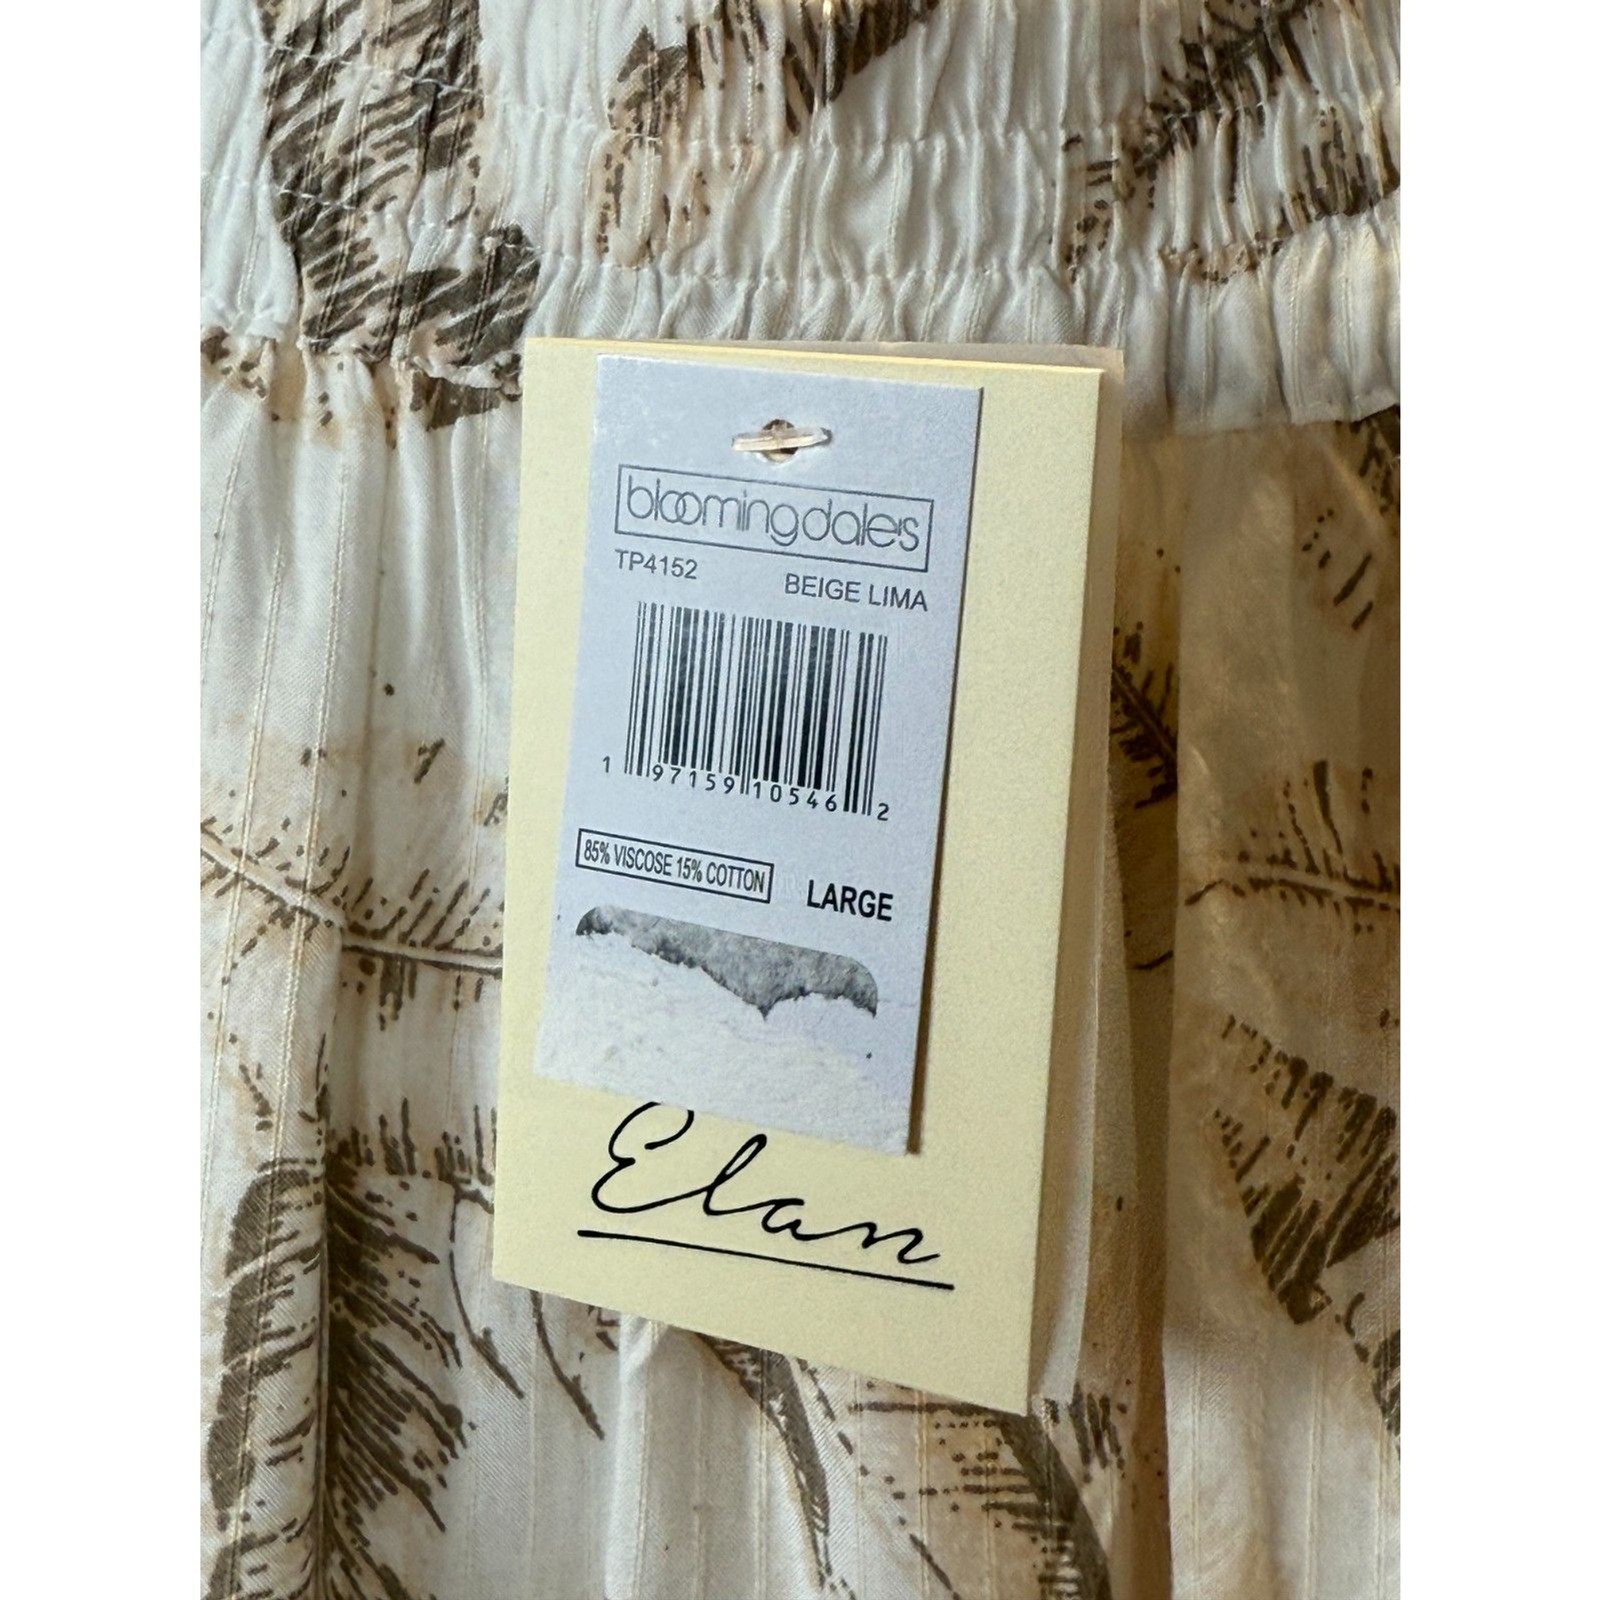 bloomingdale's
TP4152 BEIGE LIMA
1 97159 10546 2
85% VISCOSE 15% COTTON LARGE
Elan